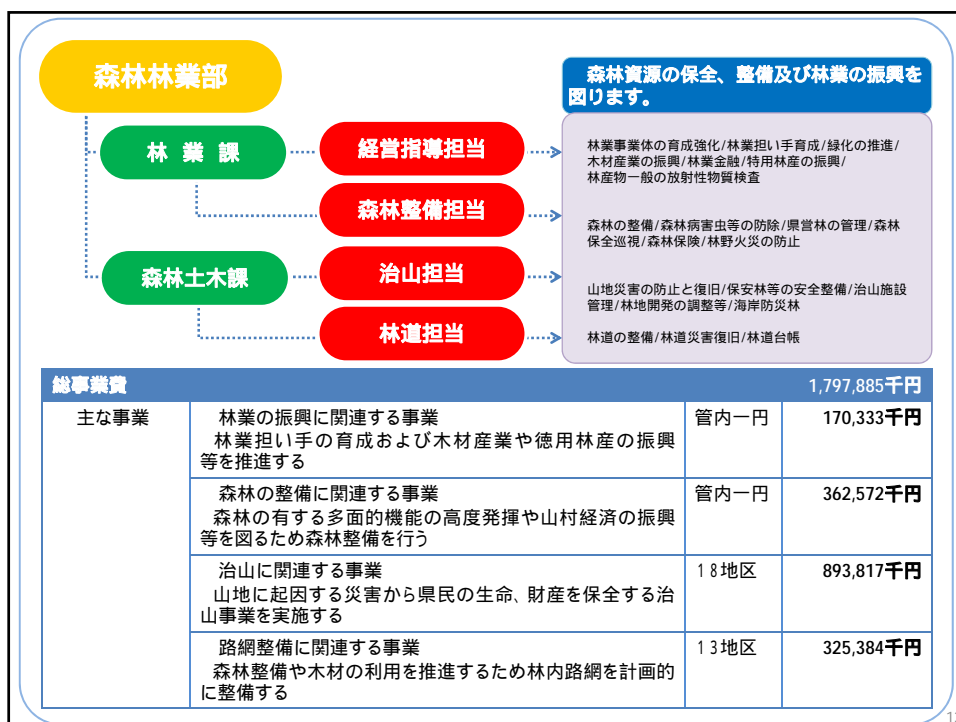 森林林業部
森林資源の保全、整備及び林業の振興を
図ります。
林 業 課
経営指導担当
林業事業体の育成強化/林業担い手育成/緑化の推進/
木材産業の振興/林業金融/特用林産の振興/
林産物一般の放射性物質検査
森林整備担当
森林の整備/森林病害虫等の防除/県営林の管理/森林
保全巡視/森林保険/林野火災の防止
森林土木課
治山担当
山地災害の防止と復旧/保安林等の安全整備/治山施設
管理/林地開発の調整等/海岸防災林
林道担当
林道の整備/林道災害復旧/林道台帳
総事業費 1,797,885千円
主な事業 林業の振興に関連する事業 管内一円 170,333千円
林業担い手の育成および木材産業や徳用林産の振興
等を推進する
森林の整備に関連する事業 管内一円 362,572千円
森林の有する多面的機能の高度発揮や山村経済の振興
等を図るため森林整備を行う
治山に関連する事業 18地区 893,817千円
山地に起因する災害から県民の生命、財産を保全する治
山事業を実施する
路網整備に関連する事業 13地区 325,384千円
森林整備や木材の利用を推進するため林内路網を計画的
に整備する